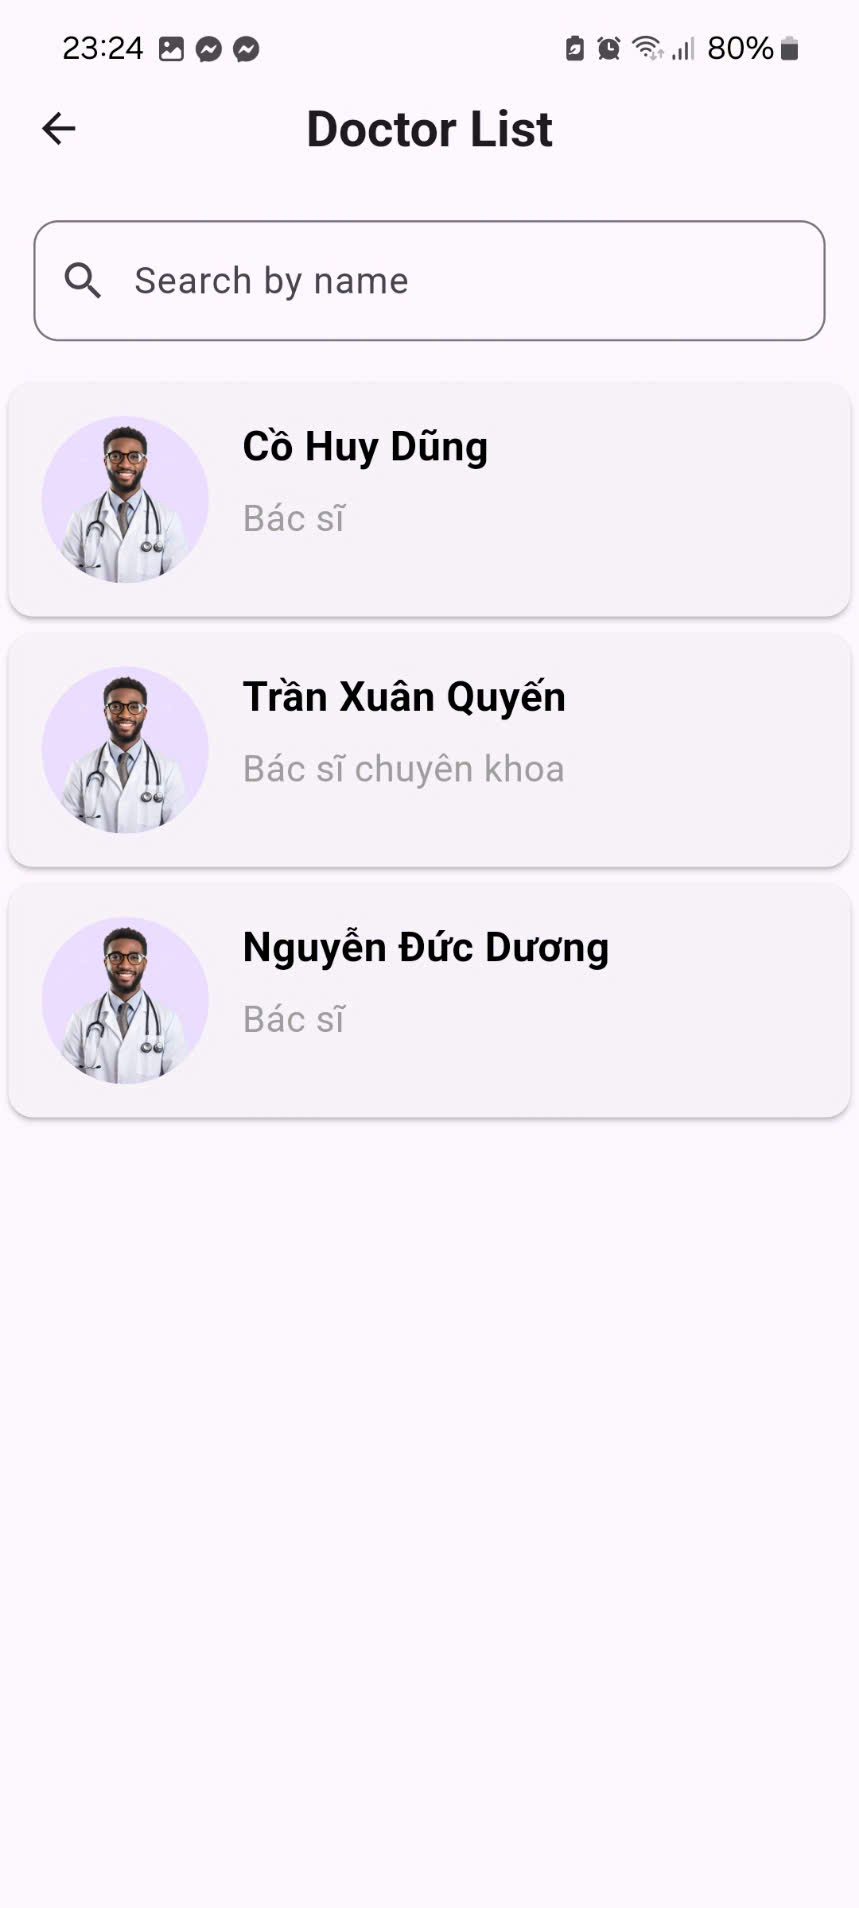 23:24
80%
Doctor List
Search by name
Cồ Huy Dũng
Bác sĩ
Trần Xuân Quyến
Bác sĩ chuyên khoa
Nguyễn Đức Dương
Bác sĩ